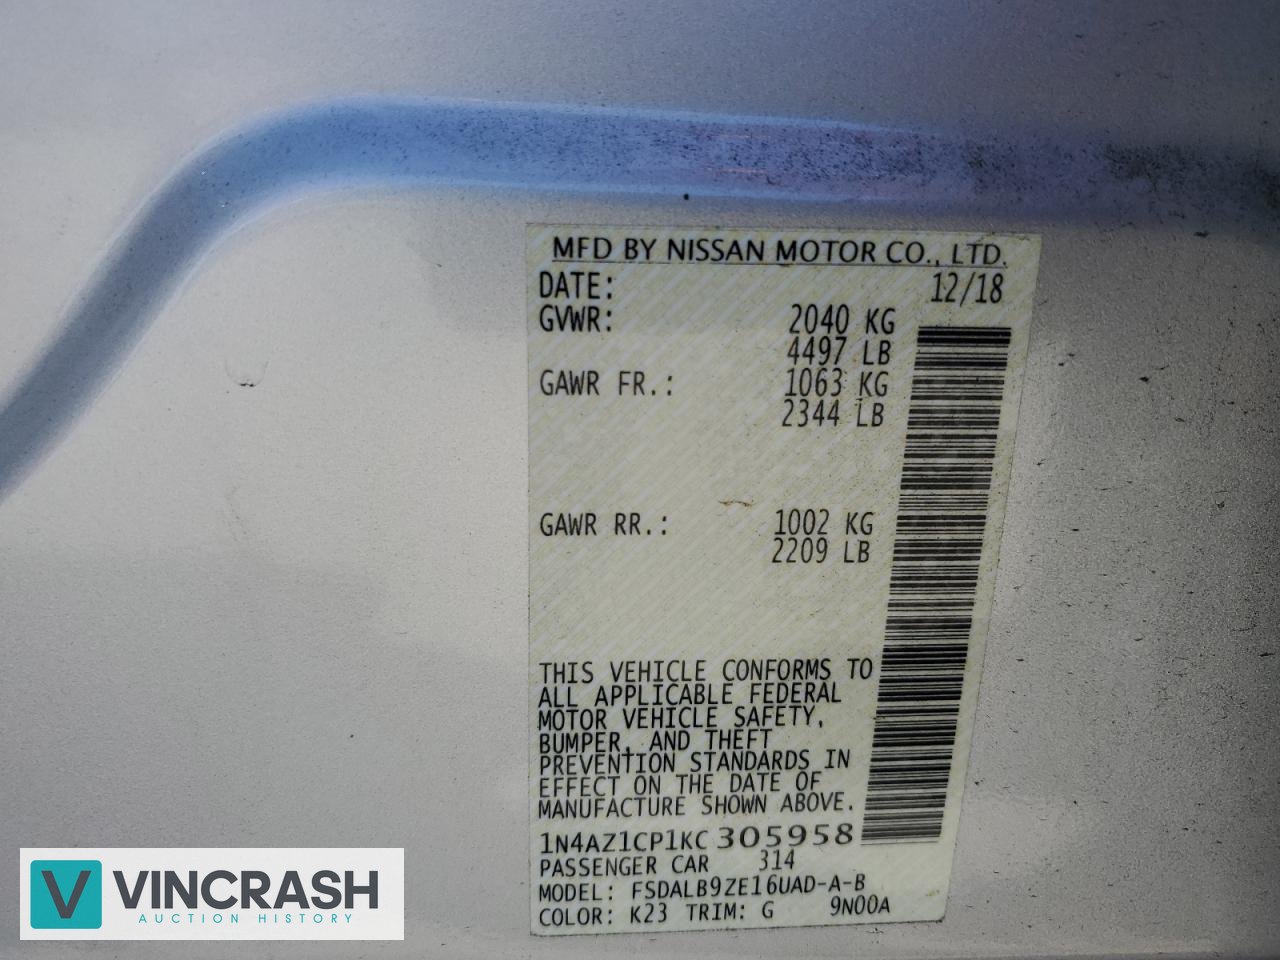 MFD BY NISSAN MOTOR CO., LTD.
DATE: 12/18
GVWR: 2040 KG
4497 LB
GAWR FR.: 1063 KG
2344 LB
GAWR RR.: 1002 KG
2209 LB
THIS VEHICLE CONFORMS TO
ALL APPLICABLE FEDERAL
MOTOR VEHICLE SAFETY,
BUMPER, AND THEFT
PREVENTION STANDARDS IN
EFFECT ON THE DATE OF
MANUFACTURE SHOWN ABOVE.
1N4AZ1CP1KC305958
PASSENGER CAR 314
MODEL: FSDALB9ZE16UAD-A-B
COLOR: K23 TRIM: G 9N00A
V VINCRASH
AUCTION HISTORY